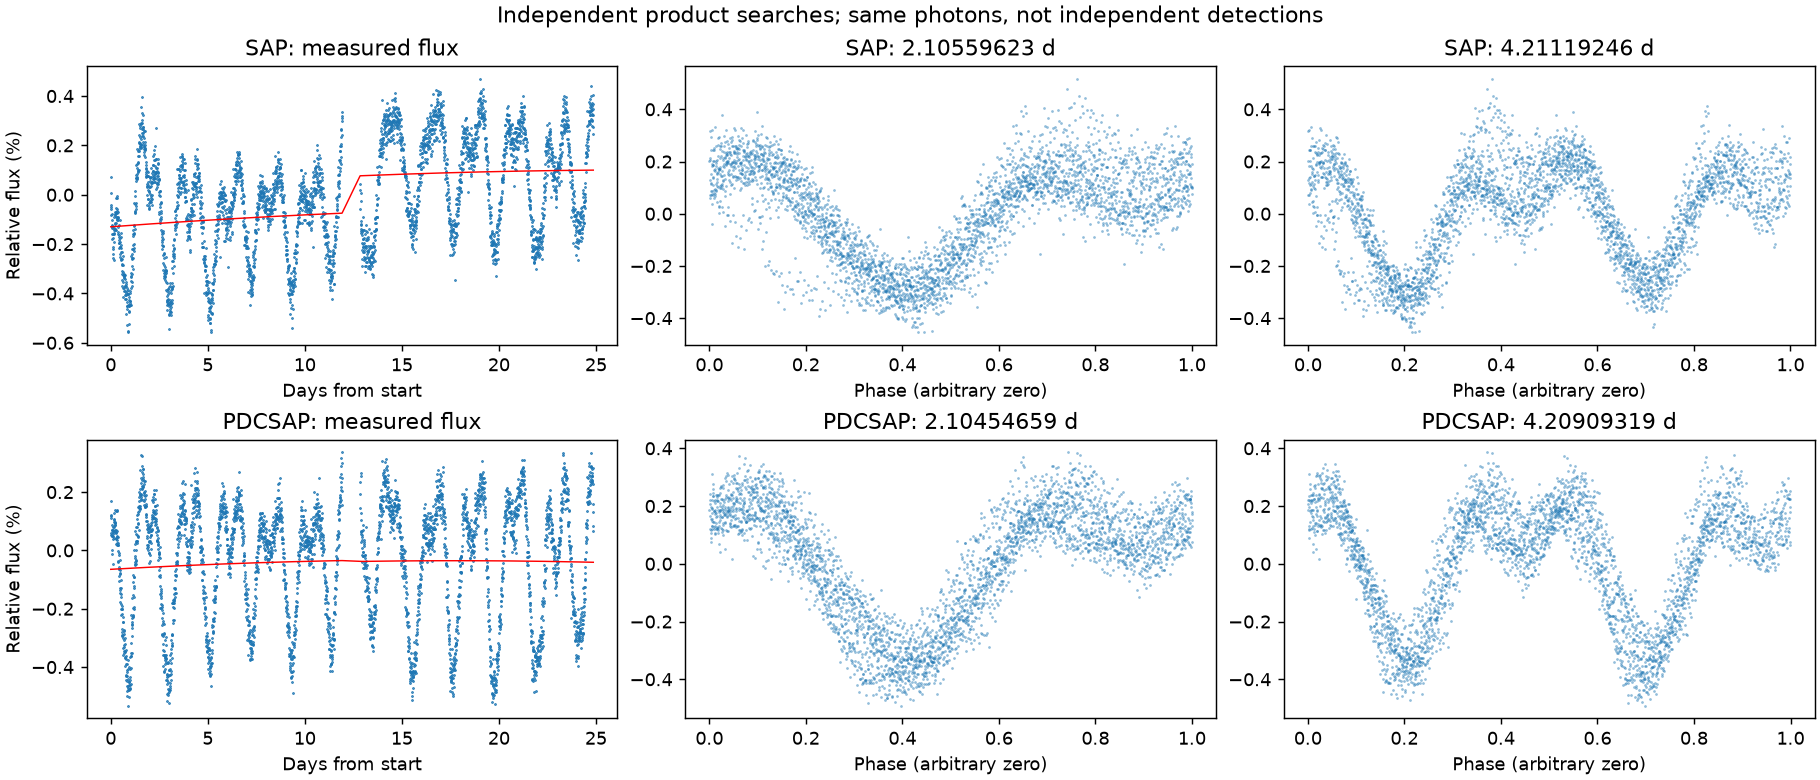 Independent product searches; same photons, not independent detections
SAP: measured flux
SAP: 2.10559623 d
SAP: 4.21119246 d
Relative flux (%)
0.4
0.2
0.0
−0.2
−0.4
−0.6
0.4
0.2
0.0
−0.2
−0.4
0.4
0.2
0.0
−0.2
−0.4
0 5 10 15 20 25
0.0 0.2 0.4 0.6 0.8 1.0
0.0 0.2 0.4 0.6 0.8 1.0
Days from start
Phase (arbitrary zero)
Phase (arbitrary zero)
PDCSAP: measured flux
PDCSAP: 2.10454659 d
PDCSAP: 4.20909319 d
Relative flux (%)
0.2
0.0
−0.2
−0.4
0.4
0.2
0.0
−0.2
−0.4
0.4
0.2
0.0
−0.2
−0.4
0 5 10 15 20 25
0.0 0.2 0.4 0.6 0.8 1.0
0.0 0.2 0.4 0.6 0.8 1.0
Days from start
Phase (arbitrary zero)
Phase (arbitrary zero)